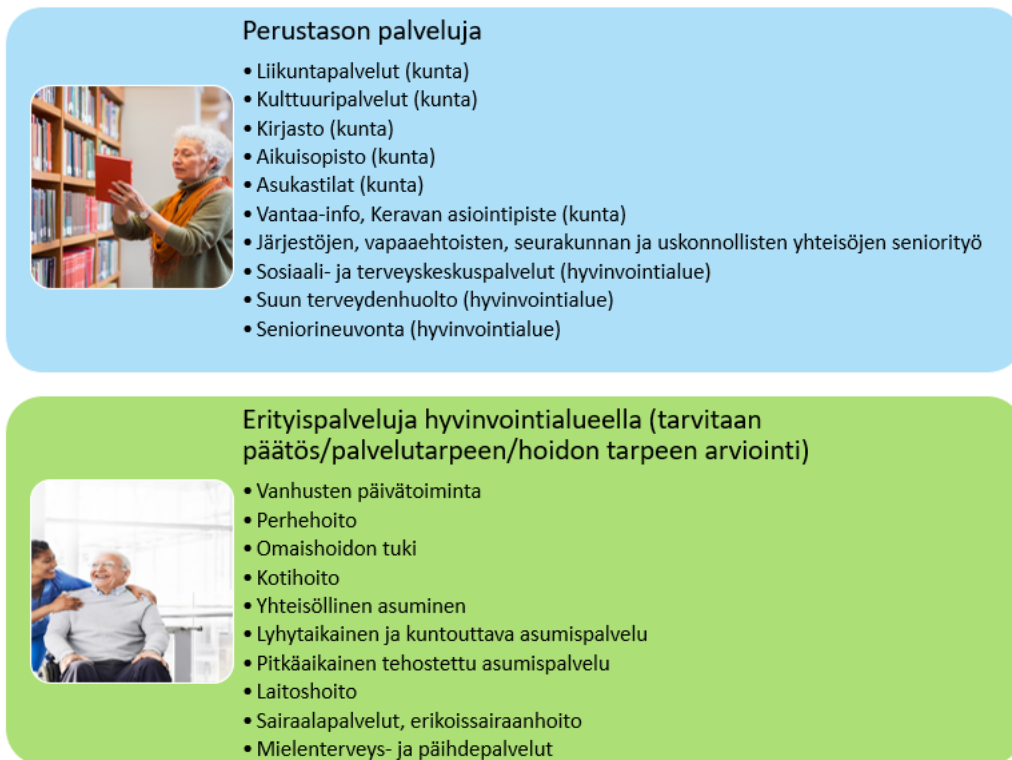 Perustason palveluja
• Liikuntapalvelut (kunta)
• Kulttuuripalvelut (kunta)
• Kirjasto (kunta)
• Aikuisopisto (kunta)
• Asukastilat (kunta)
• Vantaa-info, Keravan asiointipiste (kunta)
• Järjestöjen, vapaaehtoisten, seurakunnan ja uskonnollisten yhteisöjen seniorityö
• Sosiaali- ja terveyskeskuspalvelut (hyvinvointialue)
• Suun terveydenhuolto (hyvinvointialue)
• Seniorineuvonta (hyvinvointialue)
Erityispalveluja hyvinvointialueella (tarvitaan
päätös/palvelutarpeen/hoidon tarpeen arviointi)
• Vanhusten päivätoiminta
• Perhehoito
• Omaishoidon tuki
• Kotihoito
• Yhteisöllinen asuminen
• Lyhytaikainen ja kuntouttava asumispalvelu
• Pitkäaikainen tehostettu asumispalvelu
• Laitoshoito
• Sairaalapalvelut, erikoissairaanhoito
• Mielenterveys- ja päihdepalvelut